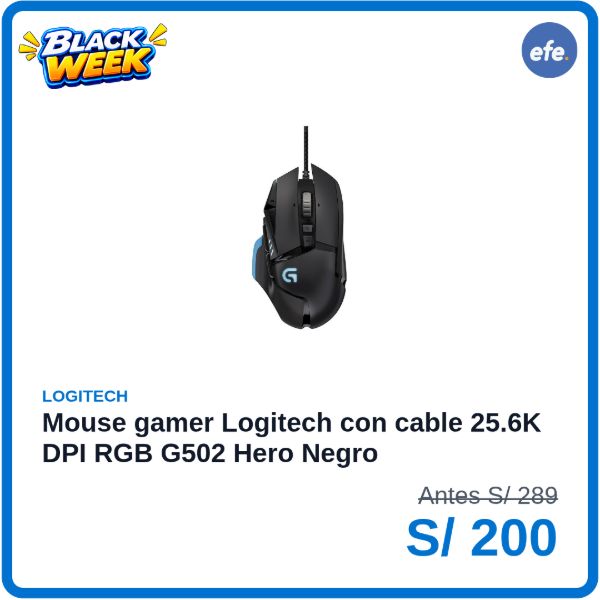 BLACK
WEEK
efe.
G
LOGITECH
Mouse gamer Logitech con cable 25.6K
DPI RGB G502 Hero Negro
Antes S/ 289
S/ 200